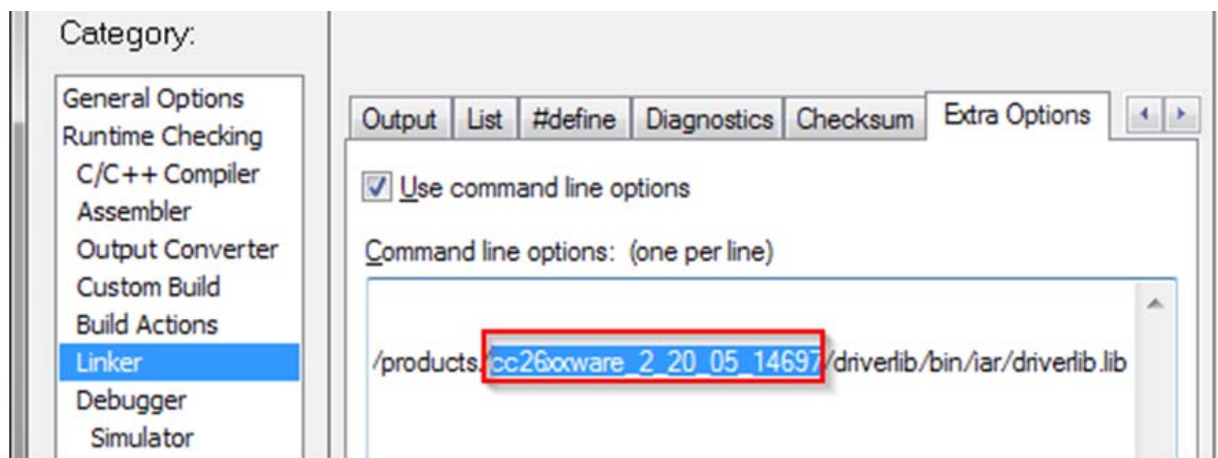 Category:
General Options
Runtime Checking
C/C++ Compiler
Assembler
Output Converter
Custom Build
Build Actions
Linker
Debugger
Simulator
Output List #define Diagnostics Checksum Extra Options
Use command line options
Command line options: (one per line)
/products/cc26xxware_2_20_05_14697/driverlib/bin/iar/driverlib.lib